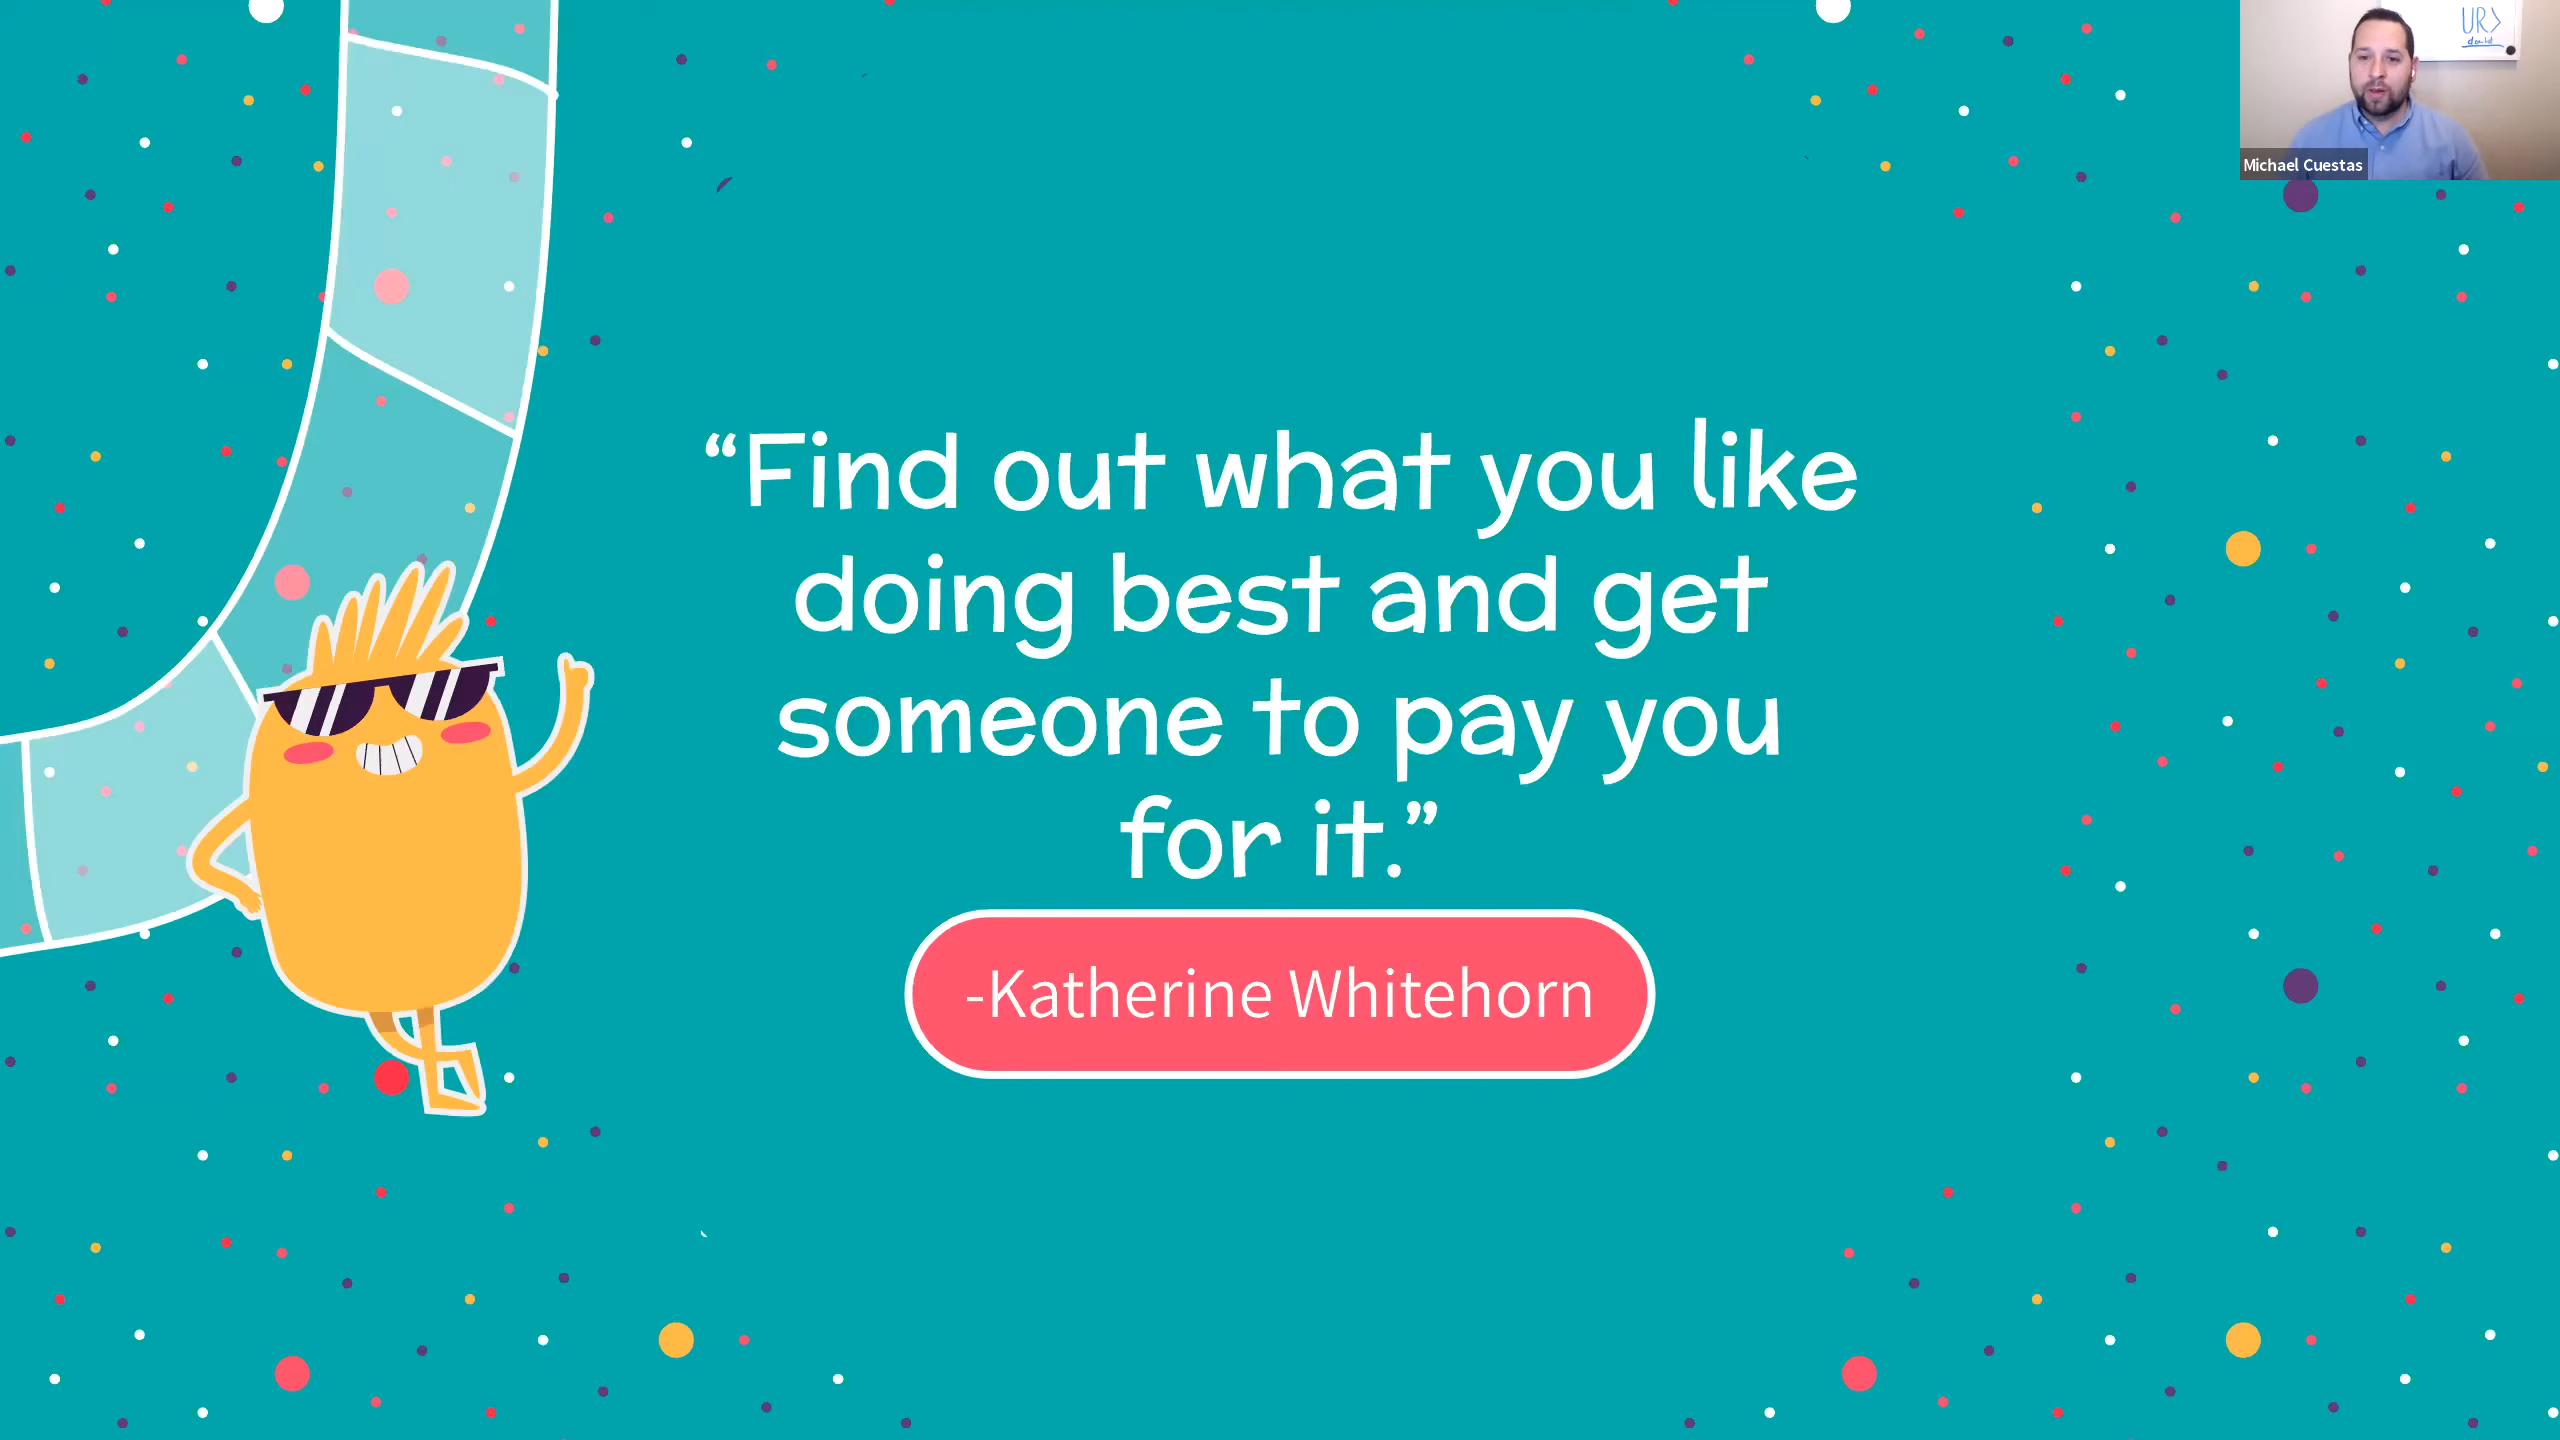 “Find out what you like
doing best and get
someone to pay you
for it.”
-Katherine Whitehorn
UR>
Michael Cuestas